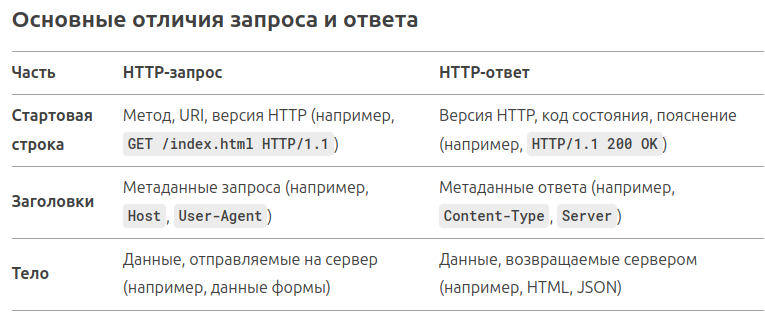 Основные отличия запроса и ответа
Часть HTTP-запрос HTTP-ответ
Стартовая строка Метод, URI, версия HTTP (например, GET /index.html HTTP/1.1) Версия HTTP, код состояния, пояснение (например, HTTP/1.1 200 OK)
Заголовки Метаданные запроса (например, Host, User-Agent) Метаданные ответа (например, Content-Type, Server)
Тело Данные, отправляемые на сервер (например, данные формы) Данные, возвращаемые сервером (например, HTML, JSON)